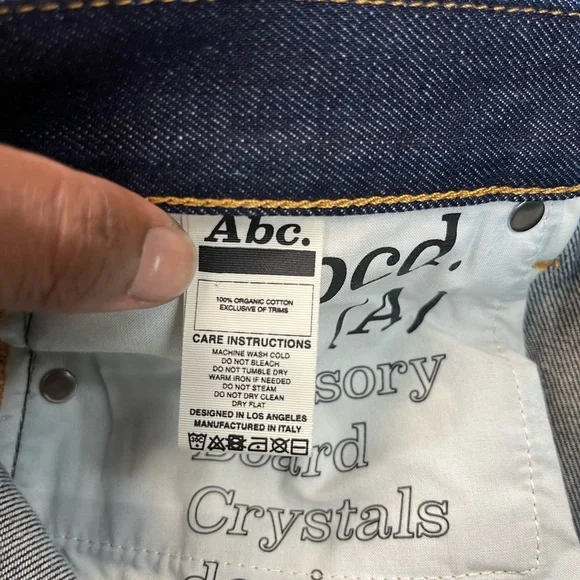 Abc.
100% ORGANIC COTTON
EXCLUSIVE OF TRIMS
CARE INSTRUCTIONS
MACHINE WASH COLD
DO NOT BLEACH
DO NOT TUMBLE DRY
WARM IRON IF NEEDED
DO NOT STEAM
DO NOT DRY CLEAN
DRY FLAT
DESIGNED IN LOS ANGELES
MANUFACTURED IN ITALY
ocd.
(A)
sory
Board
Crystals